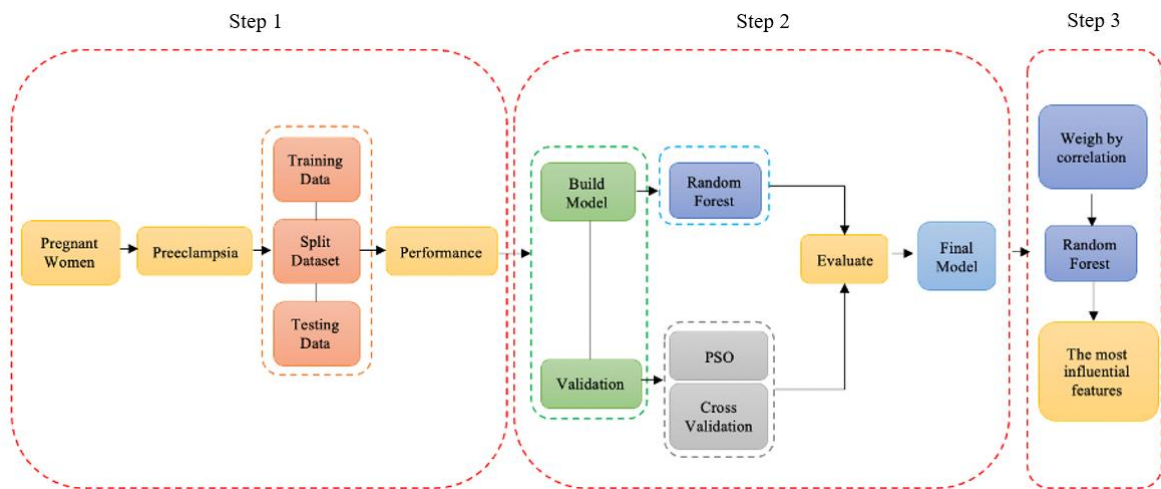 Step 1
Step 2
Step 3
Pregnant
Women
Preeclampsia
Training
Data
Split
Dataset
Testing
Data
Performance
Build
Model
Validation
Random
Forest
PSO
Cross
Validation
Evaluate
Final
Model
Weigh by
correlation
Random
Forest
The most
influential
features